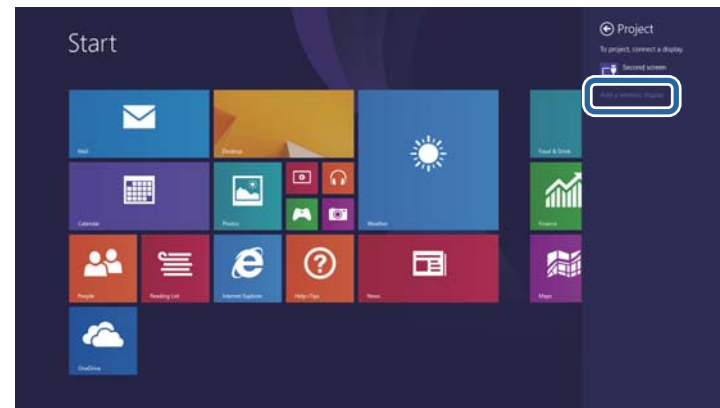 Start
Project
To project, connect a display.
Second screen
Add a wireless display
Mail
Desktop
Food & Drink
Calendar
Photos
Weather
Finance
People
Reading List
Internet Explorer
Help+Tips
News
Maps
OneDrive